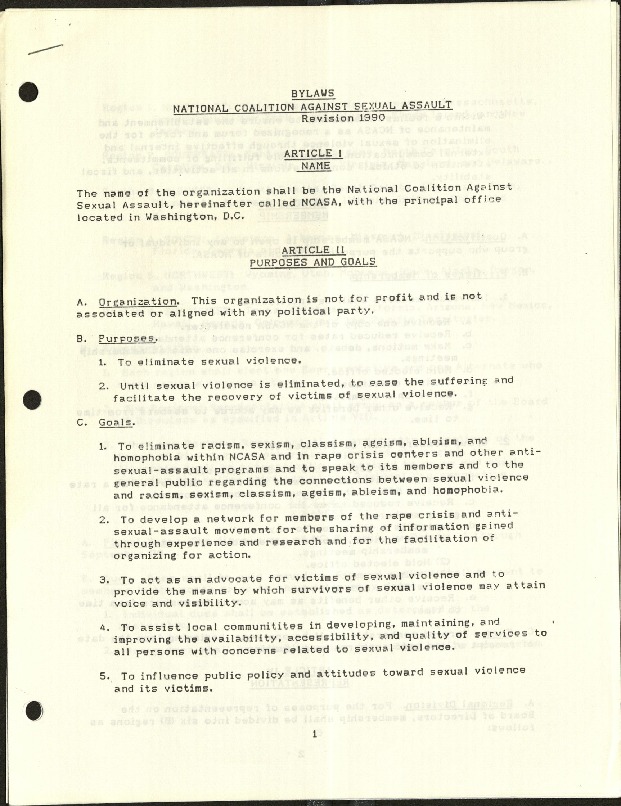 BYLAWS
NATIONAL COALITION AGAINST SEXUAL ASSAULT
Revision 1990
ARTICLE I
NAME
The name of the organization shall be the National Coalition Against
Sexual Assault, hereinafter called NCASA, with the principal office
located in Washington, D.C.
ARTICLE II
PURPOSES AND GOALS
A. Organization. This organization is not for profit and is not
associated or aligned with any political party.
B. Purposes.
1. To eliminate sexual violence.
2. Until sexual violence is eliminated, to ease the suffering and
facilitate the recovery of victims of sexual violence.
C. Goals.
1. To eliminate racism, sexism, classism, ageism, ableism, and
homophobia within NCASA and in rape crisis centers and other anti-
sexual-assault programs and to speak to its members and to the
general public regarding the connections between sexual violence
and racism, sexism, classism, ageism, ableism, and homophobia.
2. To develop a network for members of the rape crisis and anti-
sexual-assault movement for the sharing of information gained
through experience and research and for the facilitation of
organizing for action.
3. To act as an advocate for victims of sexual violence and to
provide the means by which survivors of sexual violence may attain
voice and visibility.
4. To assist local communitites in developing, maintaining, and
improving the availability, accessibility, and quality of services to
all persons with concerns related to sexual violence.
5. To influence public policy and attitudes toward sexual violence
and its victims.
1